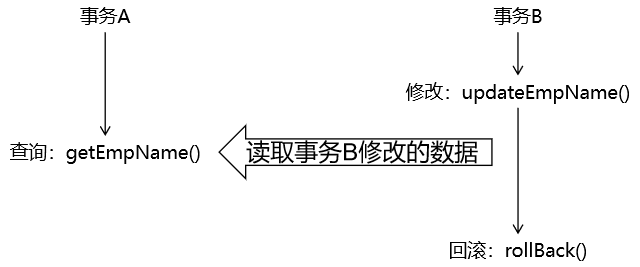 事务A
事务B
修改：updateEmpName()
查询：getEmpName()
读取事务B修改的数据
回滚：rollBack()